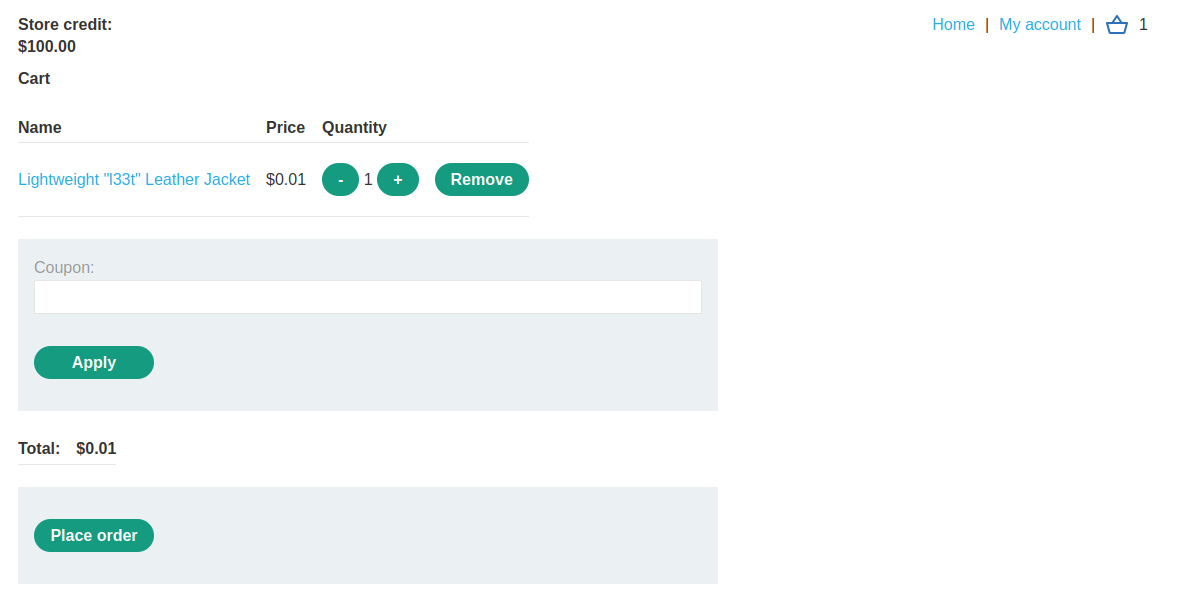 Store credit:
$100.00
Home | My account | 1
Cart
Name Price Quantity
Lightweight "l33t" Leather Jacket $0.01 - 1 + Remove
Coupon:
Apply
Total: $0.01
Place order